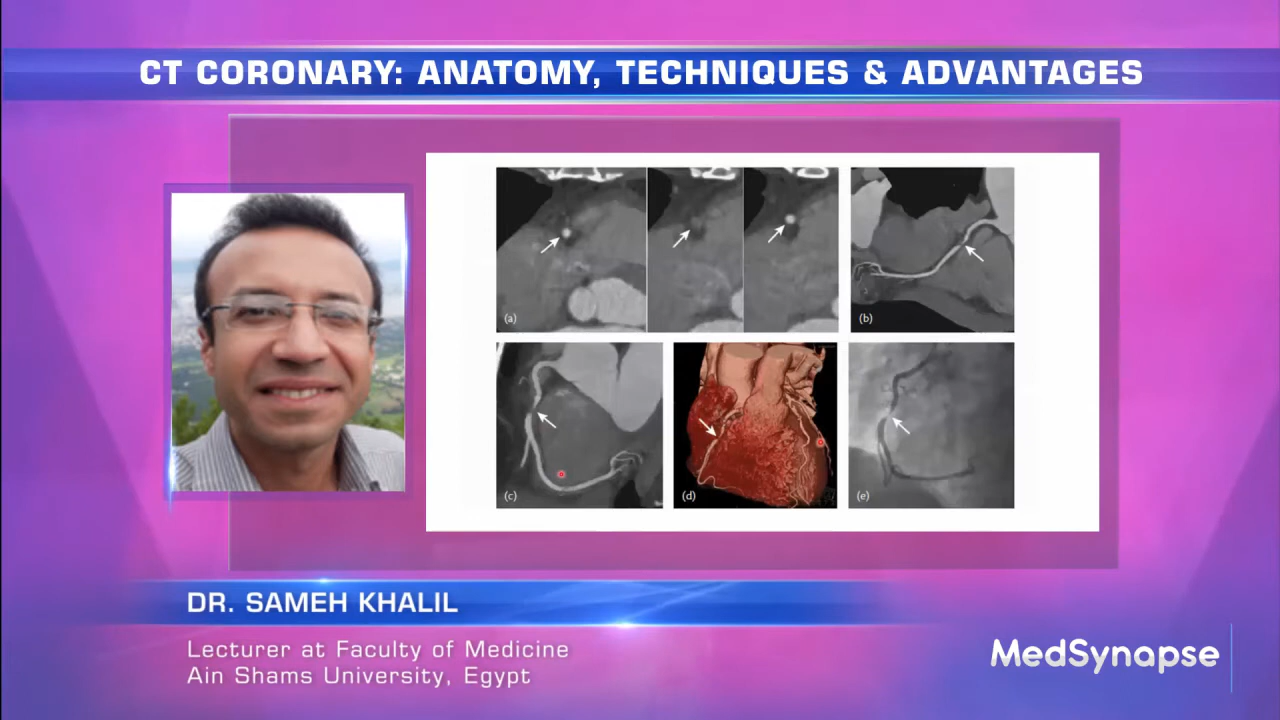 CT CORONARY: ANATOMY, TECHNIQUES & ADVANTAGES
(a)
(b)
(c)
(d)
(e)
DR. SAMEH KHALIL
Lecturer at Faculty of Medicine
Ain Shams University, Egypt
MedSynapse